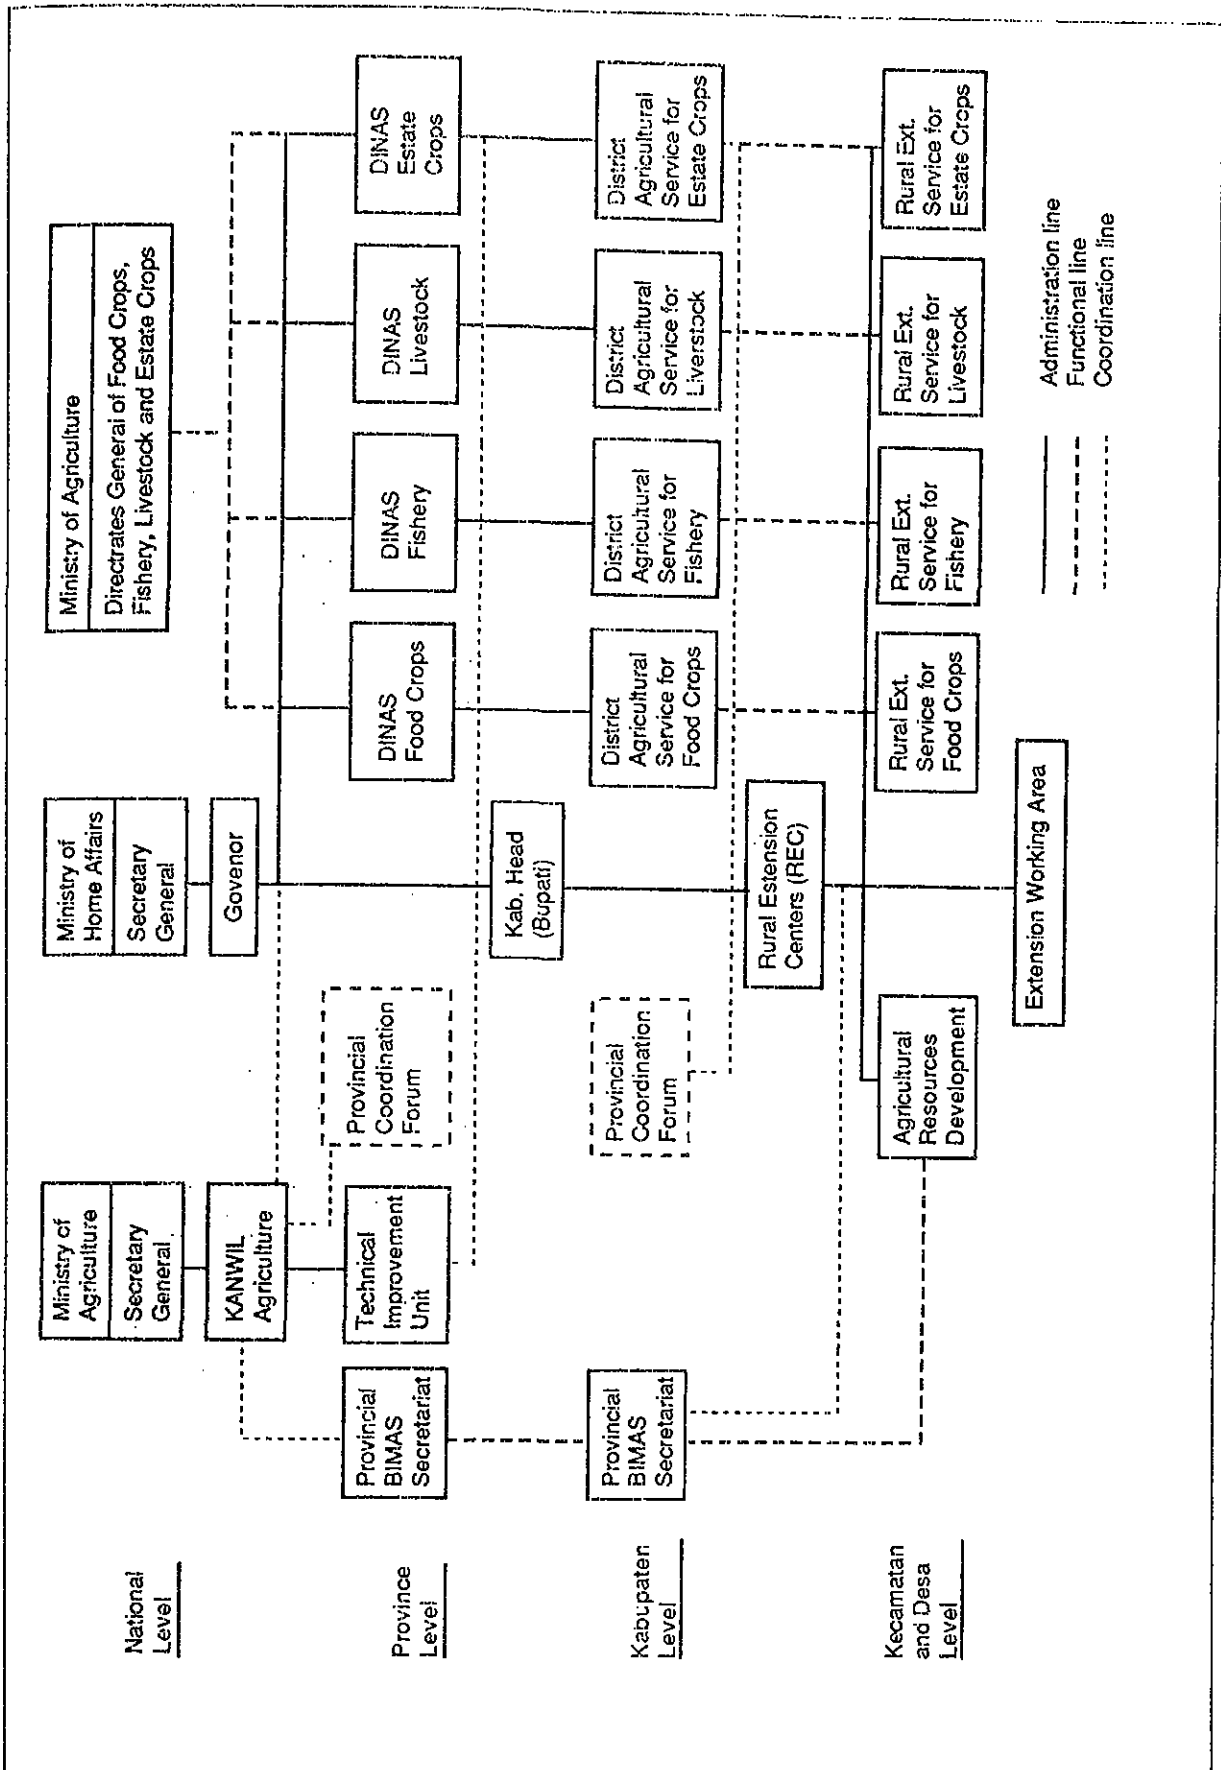 National
Level
Ministry of
Agriculture
Secretary
General
Ministry of
Home Affairs
Secretary
General
Ministry of Agriculture
Directrates General of Food Crops,
Fishery, Livestock and Estate Crops
KANWIL
Agriculture
Govenor
Province
Level
Provincial
BIMAS
Secretariat
Technical
Improvement
Unit
Provincial
Coordination
Forum
DINAS
Food Crops
DINAS
Fishery
DINAS
Livestock
DINAS
Estate
Crops
Kab. Head
(Bupati)
Kabupaten
Level
Provincial
BIMAS
Secretariat
Provincial
Coordination
Forum
District
Agricultural
Service for
Food Crops
District
Agricultural
Service for
Fishery
District
Agricultural
Service for
Liverstock
District
Agricultural
Service for
Estate Crops
Rural Estension
Centers (REC)
Kecamatan
and Desa
Level
Agricultural
Resources
Development
Rural Ext.
Service for
Food Crops
Rural Ext.
Service for
Fishery
Rural Ext.
Service for
Livestock
Rural Ext.
Service for
Estate Crops
Extension Working Area
Administration line
Functional line
Coordination line